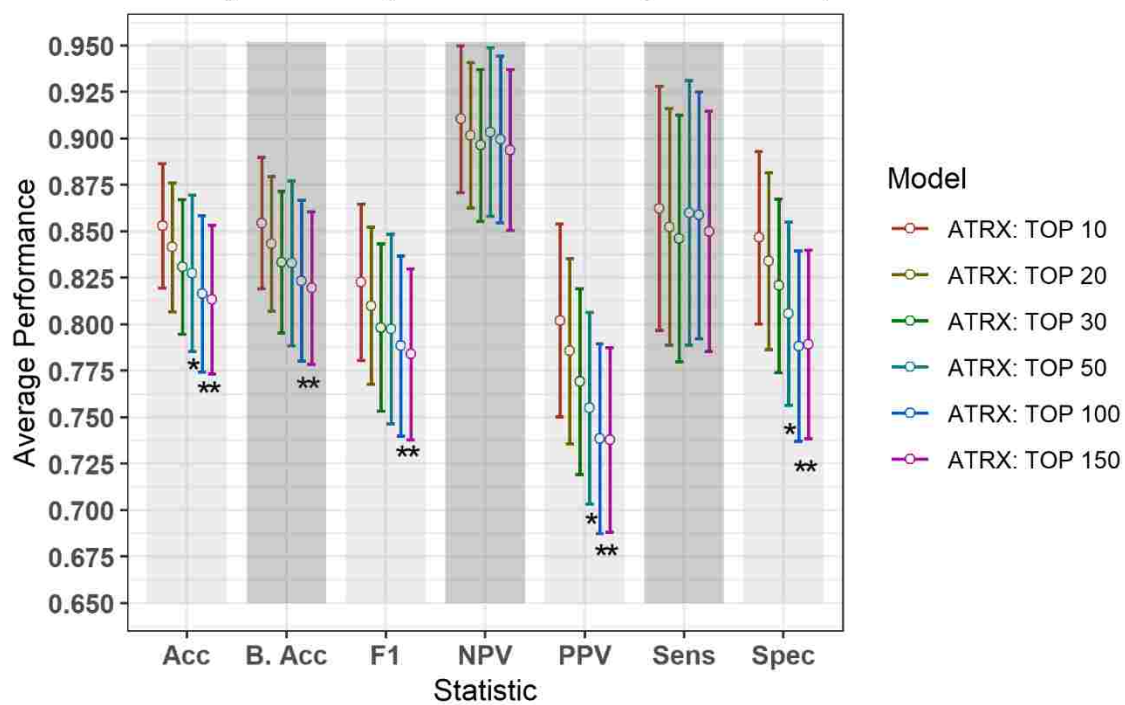 0.950
0.925
0.900
0.875
0.850
0.825
0.800
0.775
0.750
0.725
0.700
0.675
0.650
Average Performance
*
**
**
**
*
**
*
**
Acc B. Acc F1 NPV PPV Sens Spec
Statistic
Model
ATRX: TOP 10
ATRX: TOP 20
ATRX: TOP 30
ATRX: TOP 50
ATRX: TOP 100
ATRX: TOP 150